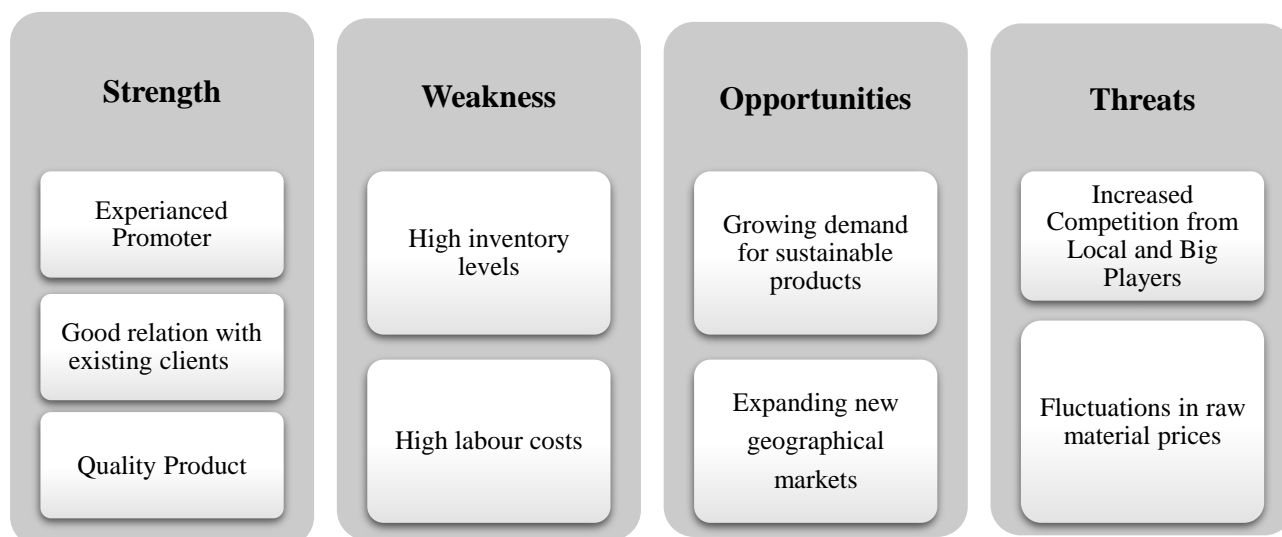 Strength
Experianced
Promoter
Good relation with
existing clients
Quality Product
Weakness
High inventory
levels
High labour costs
Opportunities
Growing demand
for sustainable
products
Expanding new
geographical
markets
Threats
Increased
Competition from
Local and Big
Players
Fluctuations in raw
material prices